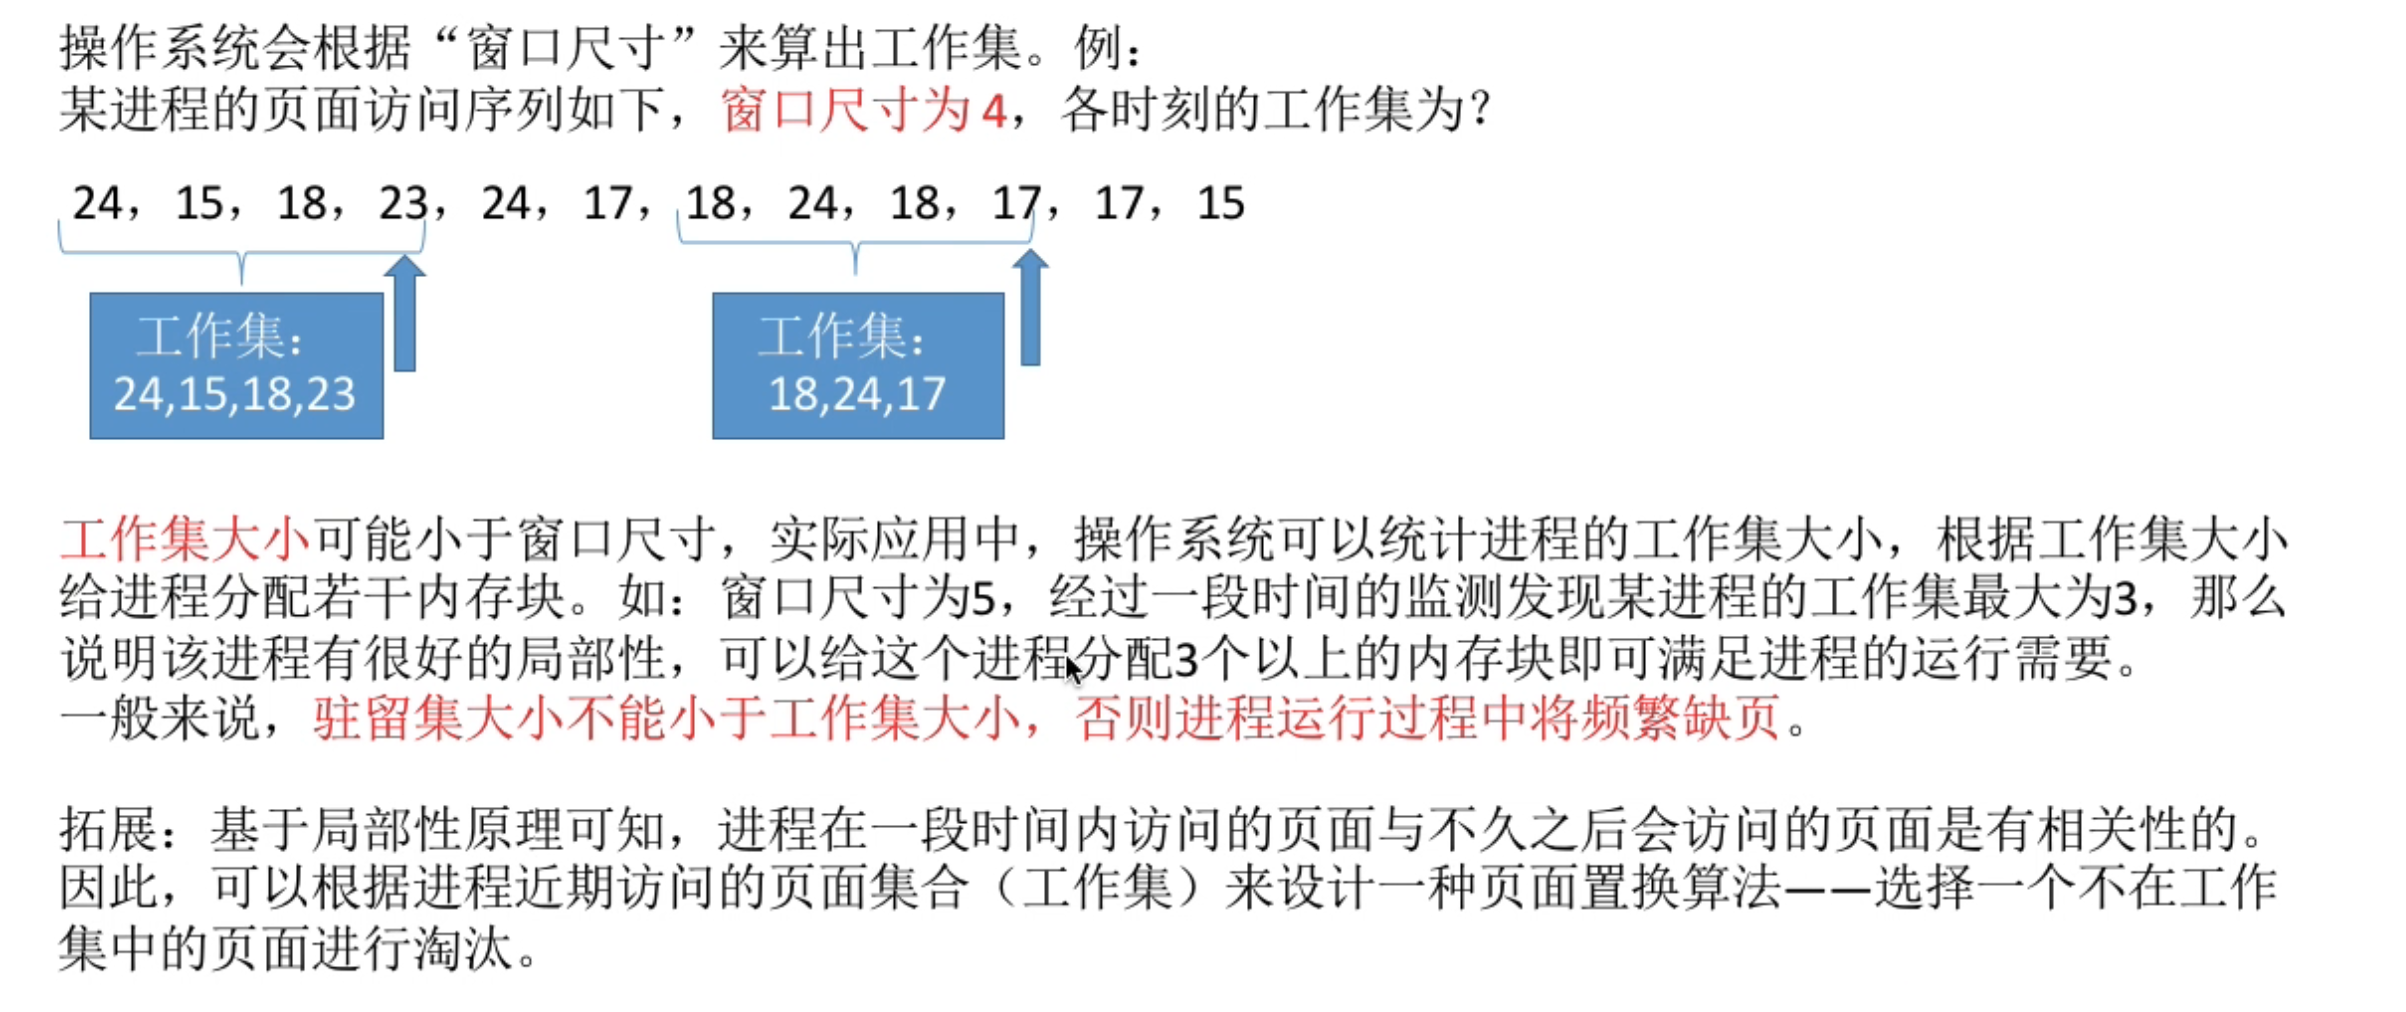 操作系统会根据“窗口尺寸”来算出工作集。例：
某进程的页面访问序列如下，窗口尺寸为4，各时刻的工作集为？
24，15，18，23，24，17，18，24，18，17，17，15
工作集：
24,15,18,23
工作集：
18,24,17
工作集大小可能小于窗口尺寸，实际应用中，操作系统可以统计进程的工作集大小，根据工作集大小
给进程分配若干内存块。如：窗口尺寸为5，经过一段时间的监测发现某进程的工作集最大为3，那么
说明该进程有很好的局部性，可以给这个进程分配3个以上的内存块即可满足进程的运行需要。
一般来说，驻留集大小不能小于工作集大小，否则进程运行过程中将频繁缺页。
拓展：基于局部性原理可知，进程在一段时间内访问的页面与不久之后会访问的页面是有相关性的。
因此，可以根据进程近期访问的页面集合（工作集）来设计一种页面置换算法——选择一个不在工作
集中的页面进行淘汰。